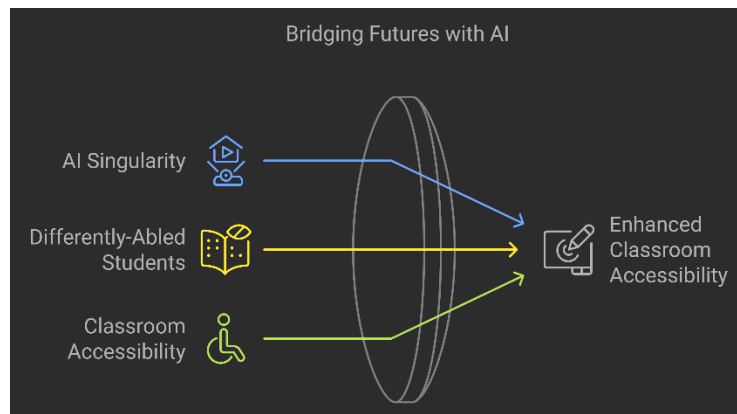 Bridging Futures with AI
AI Singularity
Differently-Abled
Students
Classroom
Accessibility
Enhanced
Classroom
Accessibility